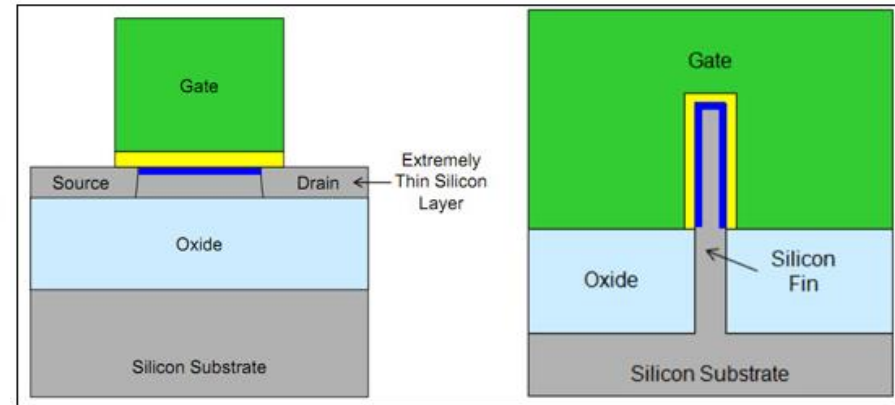 Gate
Source
Drain
Extremely
Thin Silicon
Layer
Oxide
Silicon Substrate
Gate
Oxide
Silicon
Fin
Silicon Substrate